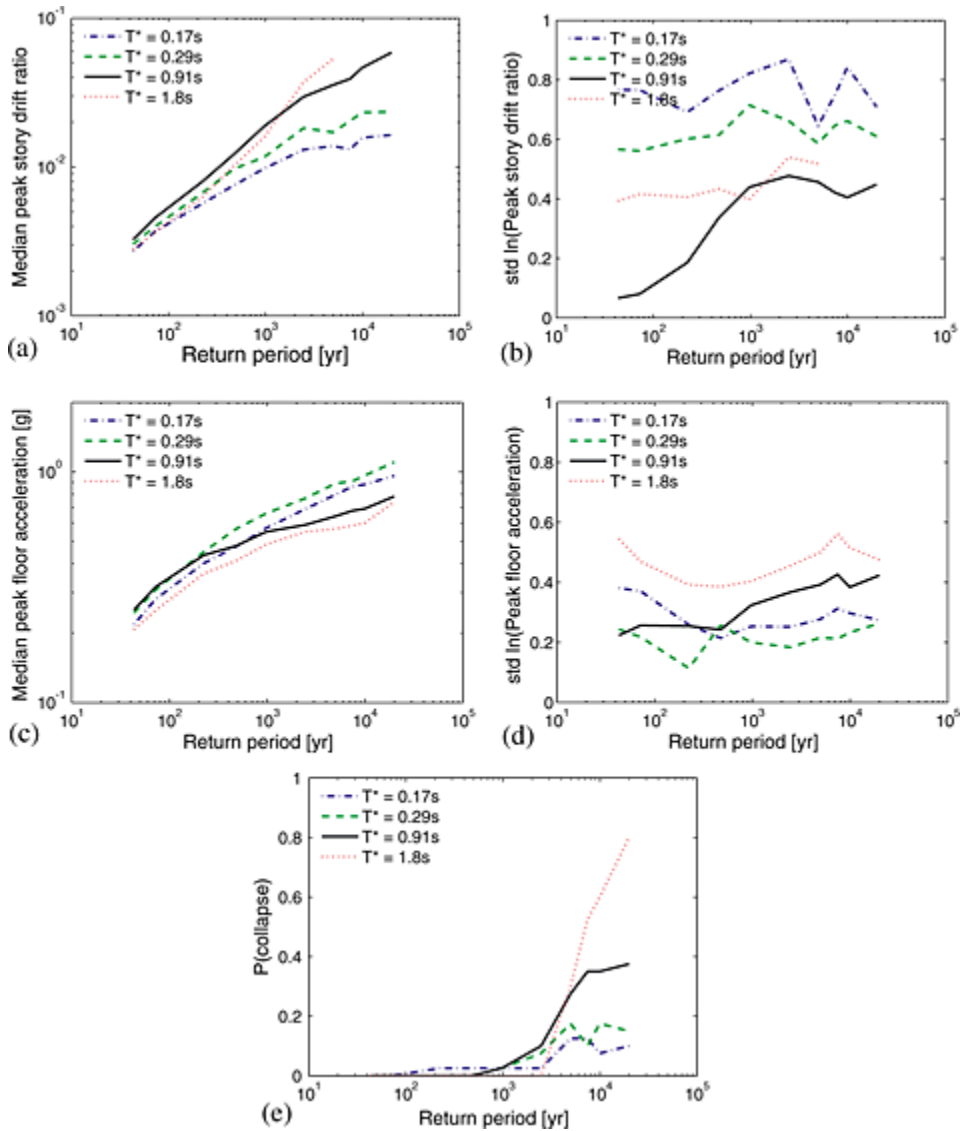 10^-1
T* = 0.17s
T* = 0.29s
T* = 0.91s
T* = 1.8s
10^-2
10^-3
10^1 10^2 10^3 10^4 10^5
Median peak story drift ratio
Return period [yr]
(a)
1
T* = 0.17s
T* = 0.29s
T* = 0.91s
T* = 1.8s
0.8
0.6
0.4
0.2
0
10^1 10^2 10^3 10^4 10^5
std ln(Peak story drift ratio)
Return period [yr]
(b)
T* = 0.17s
T* = 0.29s
T* = 0.91s
T* = 1.8s
10^0
10^-1
10^1 10^2 10^3 10^4 10^5
Median peak floor acceleration [g]
Return period [yr]
(c)
1
T* = 0.17s
T* = 0.29s
T* = 0.91s
T* = 1.8s
0.8
0.6
0.4
0.2
0
10^1 10^2 10^3 10^4 10^5
std ln(Peak floor acceleration)
Return period [yr]
(d)
1
T* = 0.17s
T* = 0.29s
T* = 0.91s
T* = 1.8s
0.8
0.6
0.4
0.2
0
10^1 10^2 10^3 10^4 10^5
P(collapse)
Return period [yr]
(e)